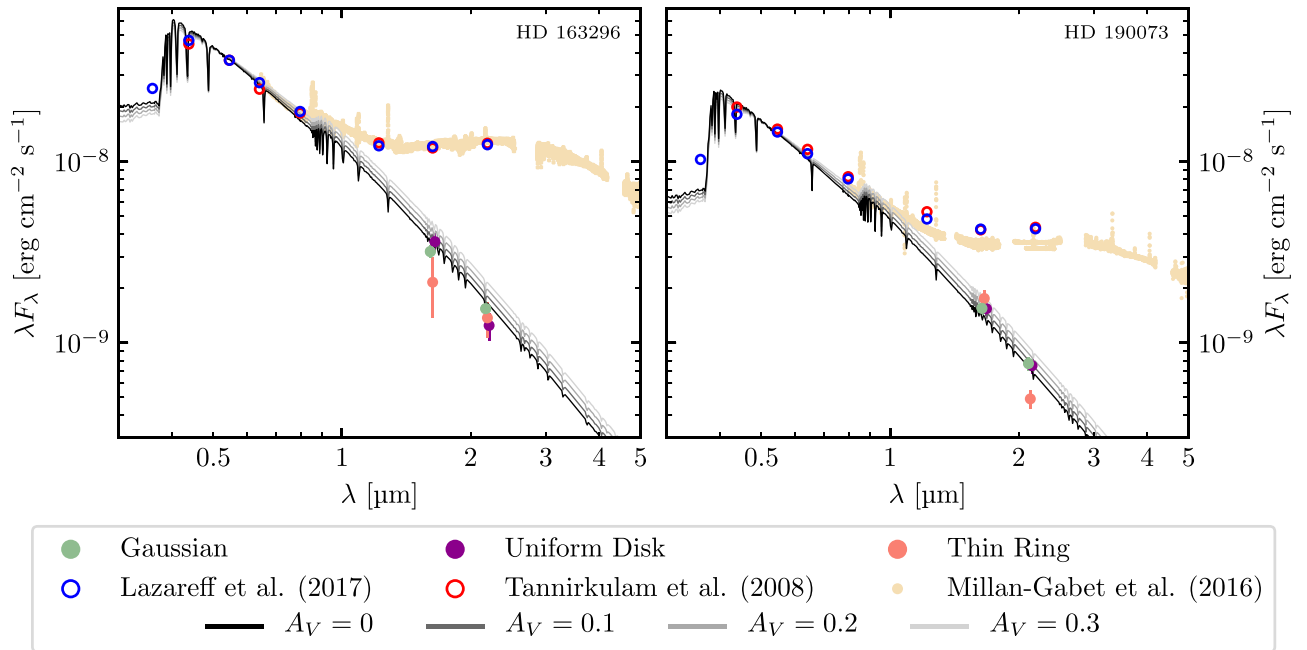 HD 163296
HD 190073
λF_λ [erg cm⁻² s⁻¹]
10⁻⁸
10⁻⁹
10⁻⁸
10⁻⁹
λF_λ [erg cm⁻² s⁻¹]
0.5 1 2 3 4 5
0.5 1 2 3 4 5
λ [µm]
λ [µm]
Gaussian Uniform Disk Thin Ring
Lazareff et al. (2017) Tannirkulam et al. (2008) Millan-Gabet et al. (2016)
A_V = 0 A_V = 0.1 A_V = 0.2 A_V = 0.3